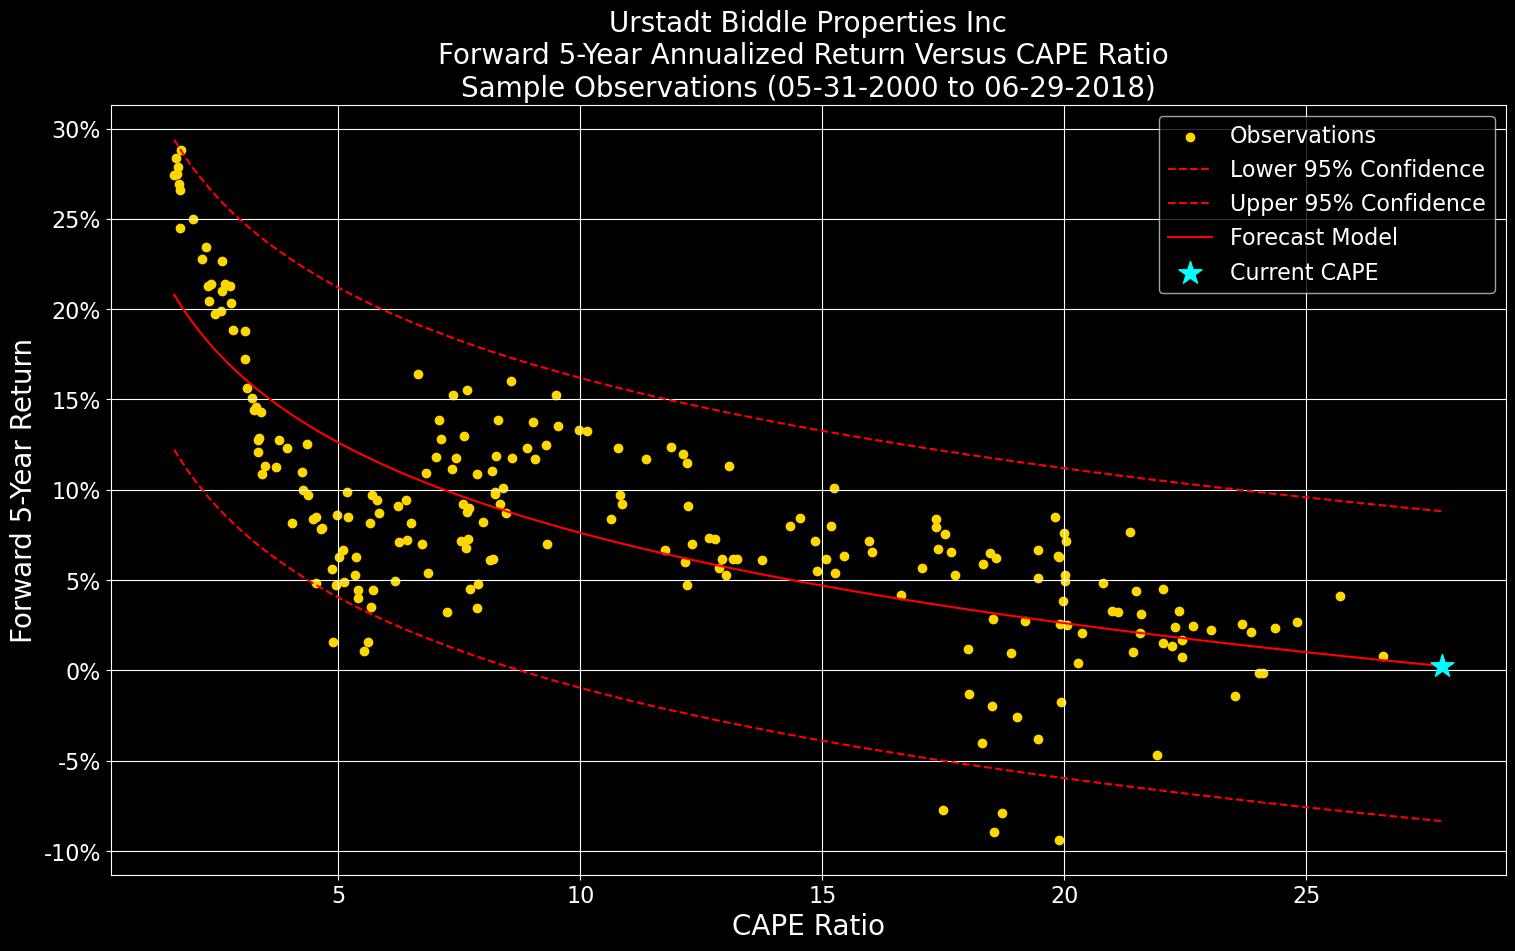 Urstadt Biddle Properties Inc
Forward 5-Year Annualized Return Versus CAPE Ratio
Sample Observations (05-31-2000 to 06-29-2018)
Observations
Lower 95% Confidence
Upper 95% Confidence
Forecast Model
Current CAPE
Forward 5-Year Return
30%
25%
20%
15%
10%
5%
0%
-5%
-10%
5 10 15 20 25
CAPE Ratio